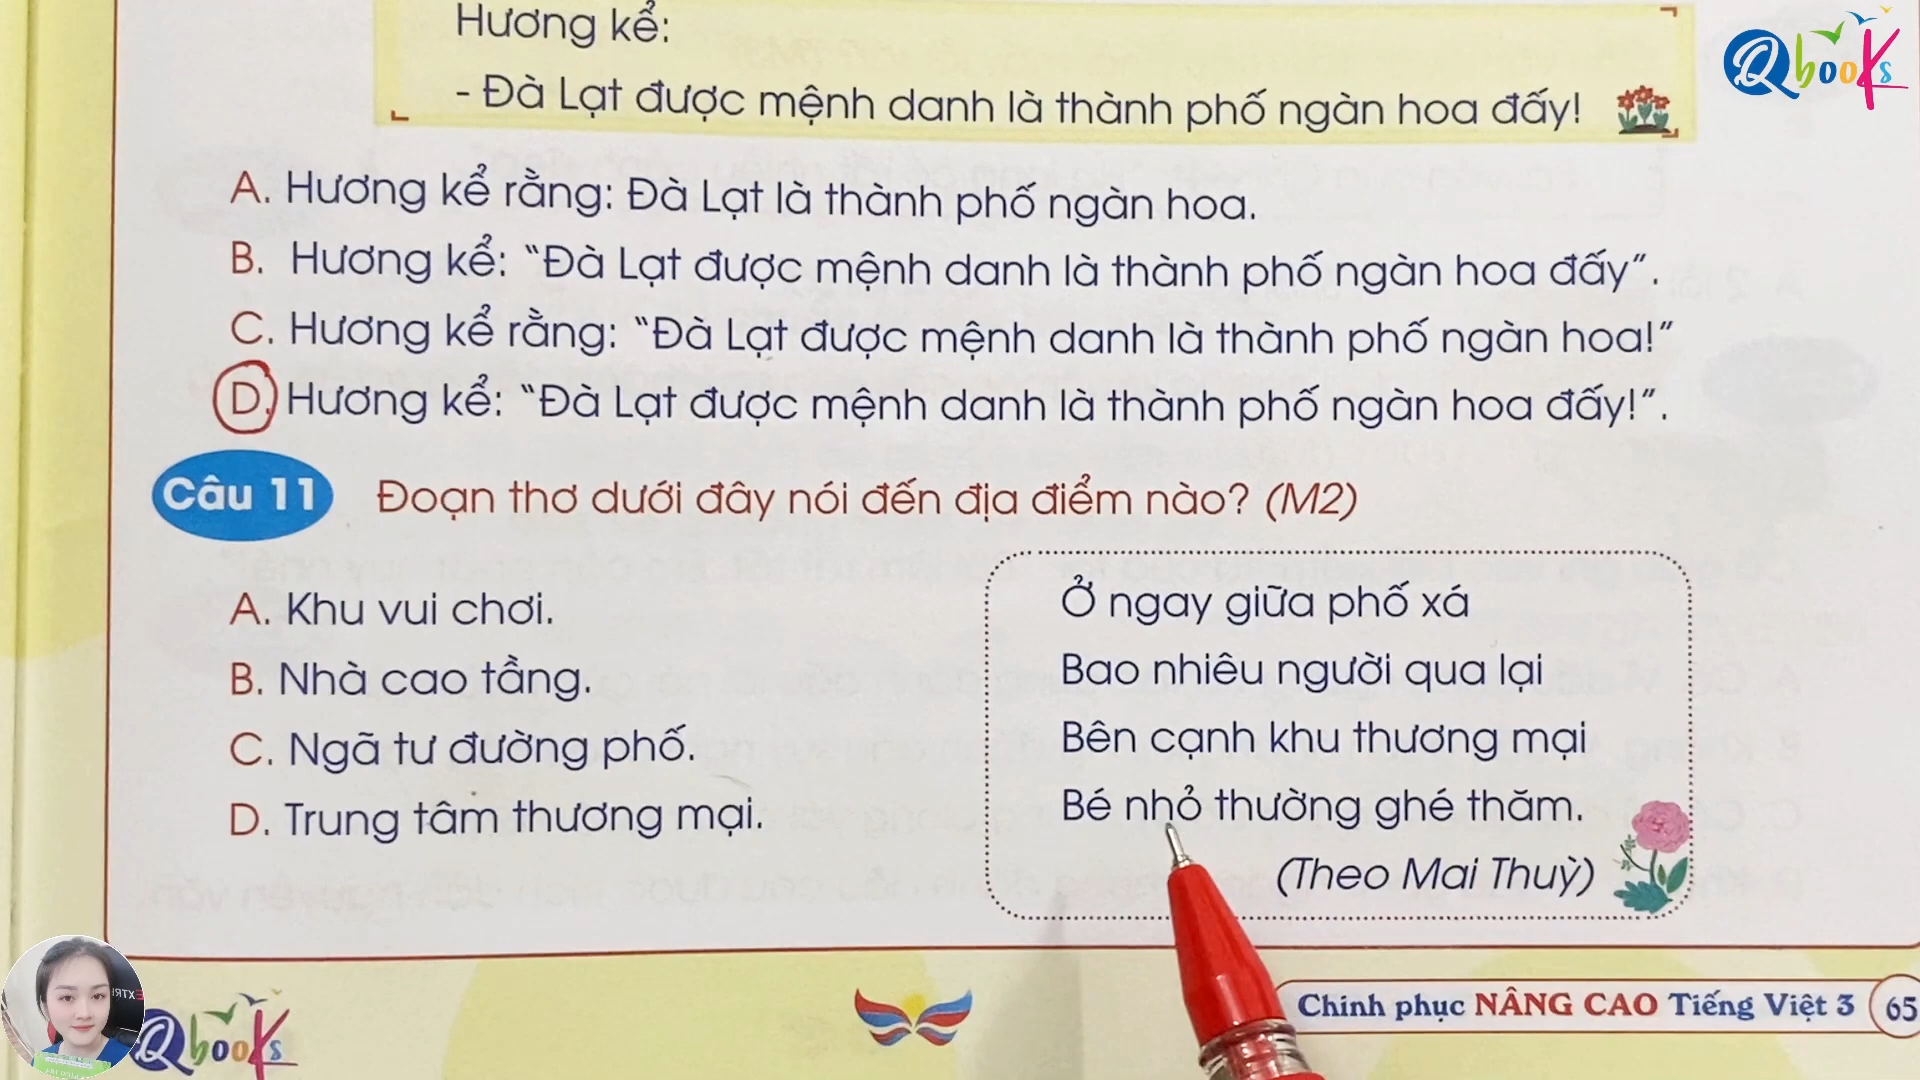 Hương kể:
- Đà Lạt được mệnh danh là thành phố ngàn hoa đấy!
Qbooks
A. Hương kể rằng: Đà Lạt là thành phố ngàn hoa.
B. Hương kể: “Đà Lạt được mệnh danh là thành phố ngàn hoa đấy”.
C. Hương kể rằng: “Đà Lạt được mệnh danh là thành phố ngàn hoa!”
D. Hương kể: “Đà Lạt được mệnh danh là thành phố ngàn hoa đấy!”.
Câu 11 Đoạn thơ dưới đây nói đến địa điểm nào? (M2)
A. Khu vui chơi.
B. Nhà cao tầng.
C. Ngã tư đường phố.
D. Trung tâm thương mại.
Ở ngay giữa phố xá
Bao nhiêu người qua lại
Bên cạnh khu thương mại
Bé nhỏ thường ghé thăm.
(Theo Mai Thuỳ)
Qbooks
Chinh phục NÂNG CAO Tiếng Việt 3 65